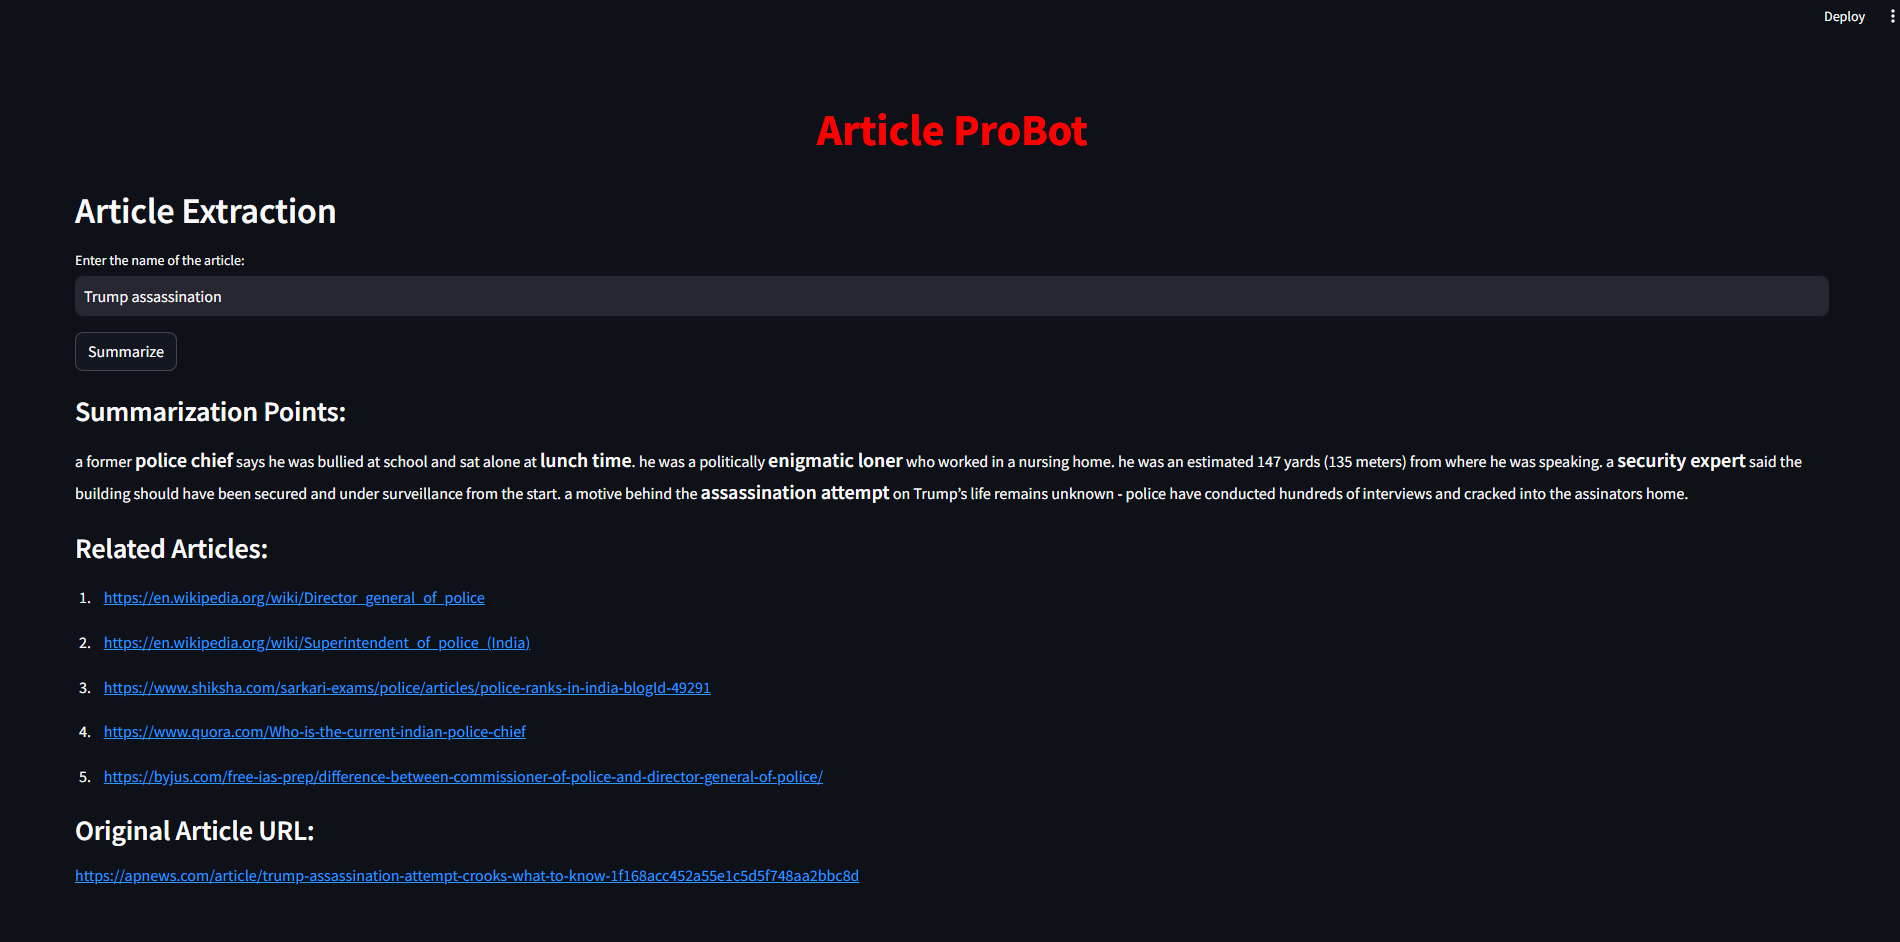 Deploy
Article ProBot
Article Extraction
Enter the name of the article:
Trump assassination
Summarize
Summarization Points:
a former police chief says he was bullied at school and sat alone at lunch time. he was a politically enigmatic loner who worked in a nursing home. he was an estimated 147 yards (135 meters) from where he was speaking. a security expert said the
building should have been secured and under surveillance from the start. a motive behind the assassination attempt on Trump’s life remains unknown - police have conducted hundreds of interviews and cracked into the assinators home.
Related Articles:
1. https://en.wikipedia.org/wiki/Director_general_of_police
2. https://en.wikipedia.org/wiki/Superintendent_of_police_(India)
3. https://www.shiksha.com/sarkari-exams/police/articles/police-ranks-in-india-blogId-49291
4. https://www.quora.com/Who-is-the-current-indian-police-chief
5. https://byjus.com/free-ias-prep/difference-between-commissioner-of-police-and-director-general-of-police/
Original Article URL:
https://apnews.com/article/trump-assassination-attempt-crooks-what-to-know-1f168acc452a55e1c5d5f748aa2bbc8d